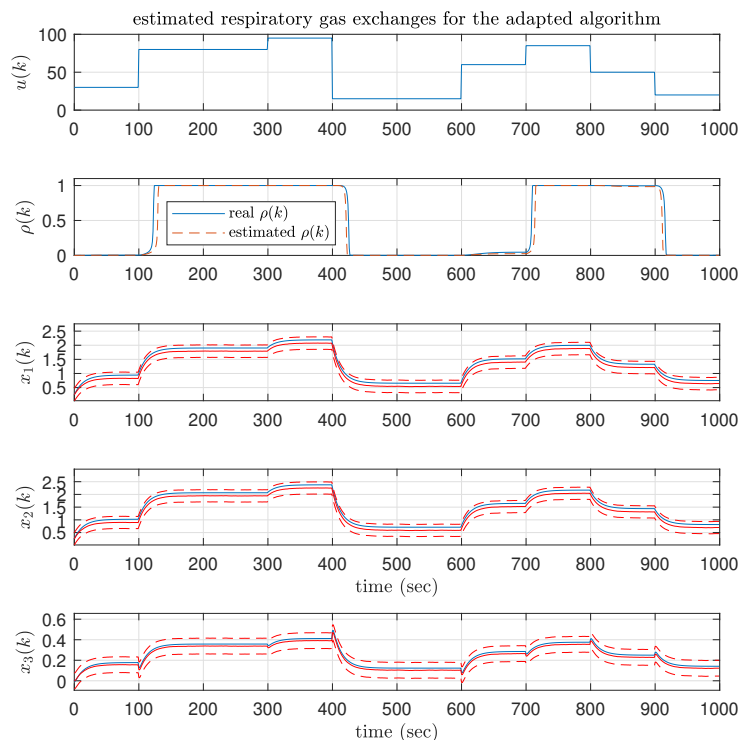 estimated respiratory gas exchanges for the adapted algorithm
100
50
0
u(k)
0 100 200 300 400 500 600 700 800 900 1000
1
0.5
0
ρ(k)
real ρ(k)
estimated ρ(k)
0 100 200 300 400 500 600 700 800 900 1000
2.5
2
1.5
1
0.5
x₁(k)
0 100 200 300 400 500 600 700 800 900 1000
2.5
2
1.5
1
0.5
x₂(k)
0 100 200 300 400 500 600 700 800 900 1000
time (sec)
0.6
0.4
0.2
0
x₃(k)
0 100 200 300 400 500 600 700 800 900 1000
time (sec)